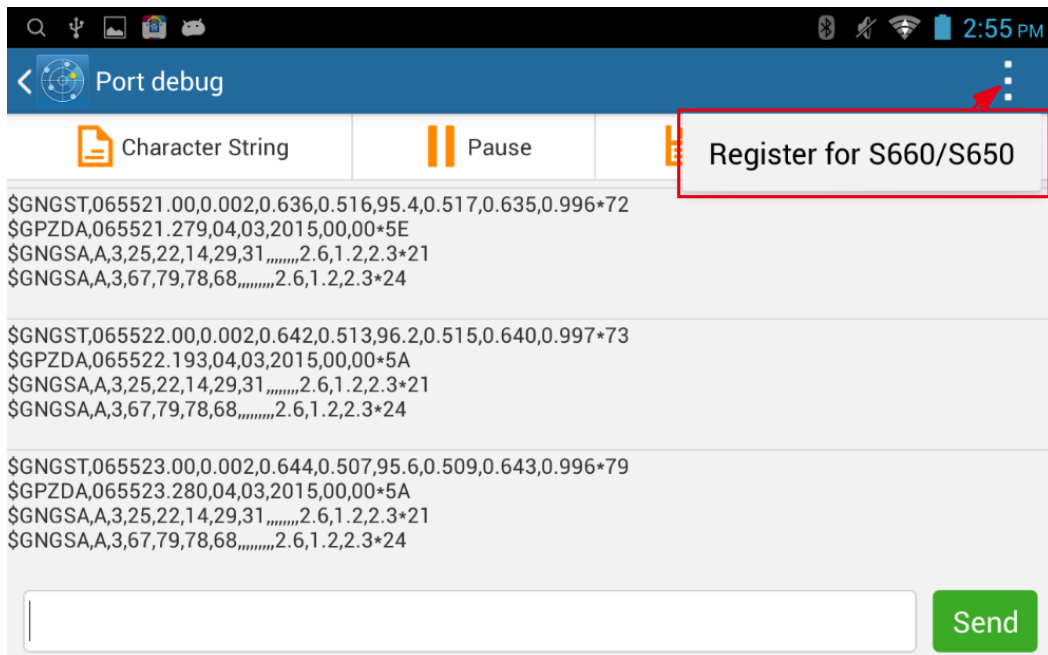 2:55 PM
Port debug
Character String
Pause
Register for S660/S650
$GNGST,065521.00,0.002,0.636,0.516,95.4,0.517,0.635,0.996*72
$GPZDA,065521.279,04,03,2015,00,00*5E
$GNGSA,A,3,25,22,14,29,31,,,,,,,,2.6,1.2,2.3*21
$GNGSA,A,3,67,79,78,68,,,,,,,,,2.6,1.2,2.3*24
$GNGST,065522.00,0.002,0.642,0.513,96.2,0.515,0.640,0.997*73
$GPZDA,065522.193,04,03,2015,00,00*5A
$GNGSA,A,3,25,22,14,29,31,,,,,,,,2.6,1.2,2.3*21
$GNGSA,A,3,67,79,78,68,,,,,,,,,2.6,1.2,2.3*24
$GNGST,065523.00,0.002,0.644,0.507,95.6,0.509,0.643,0.996*79
$GPZDA,065523.280,04,03,2015,00,00*5A
$GNGSA,A,3,25,22,14,29,31,,,,,,,,2.6,1.2,2.3*21
$GNGSA,A,3,67,79,78,68,,,,,,,,,2.6,1.2,2.3*24
Send